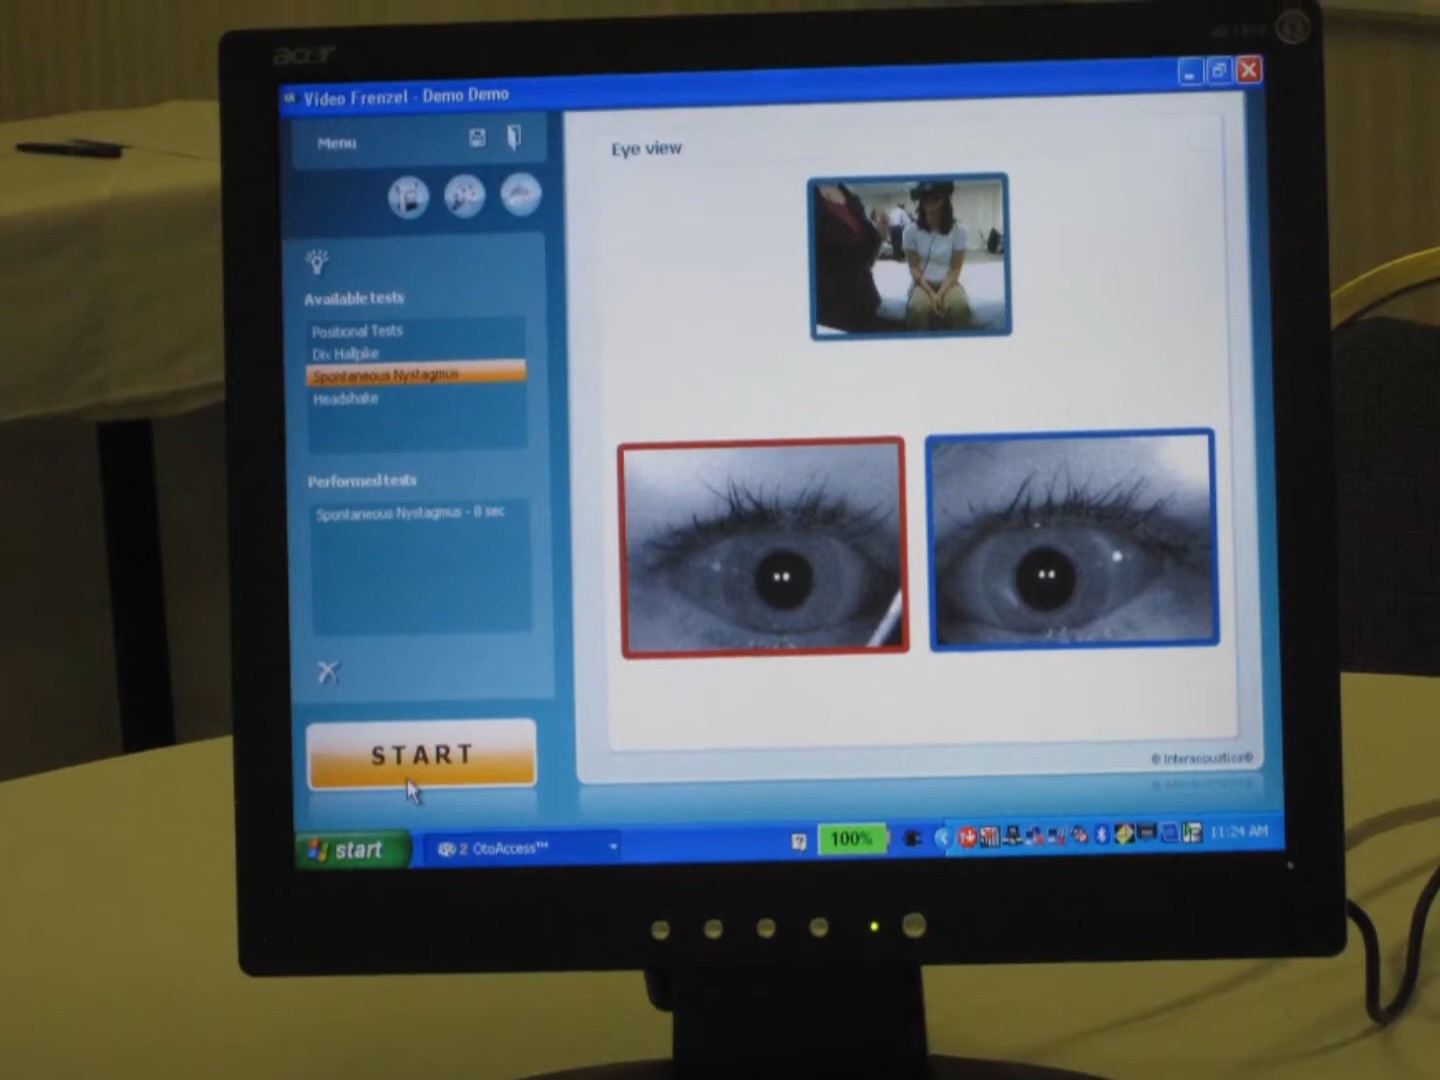 acer
Video Frenzel - Demo Demo
Menu
Eye view
Available tests
Positional Tests
Dix Hallpike
Spontaneous Nystagmus
Headshake
Performed tests
Spontaneous Nystagmus - 8 sec
START
© Interacoustics®
start
2 OtoAccess™
100%
11:24 AM